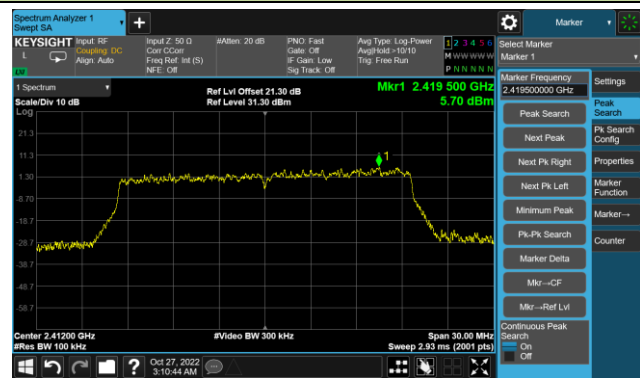 Spectrum Analyzer 1
Swept SA
Marker
KEYSIGHT
L
Input: RF
Coupling: DC
Align: Auto
Input Z: 50 Ω
Corr CCorr
Freq Ref: Int (S)
NFE: Off
#Atten: 20 dB
PNO: Fast
Gate: Off
IF Gain: Low
Sig Track: Off
Avg Type: Log-Power
Avg|Hold:>10/10
Trig: Free Run
1 2 3 4 5 6
M W W W W W
P N N N N N
Select Marker
Marker 1
1 Spectrum
Scale/Div 10 dB
Log
Ref Lvl Offset 21.30 dB
Ref Level 31.30 dBm
Mkr1 2.419 500 GHz
5.70 dBm
21.3
11.3
1.30
-8.70
-18.7
-28.7
-38.7
-48.7
-58.7
1
Center 2.41200 GHz
#Res BW 100 kHz
#Video BW 300 kHz
Span 30.00 MHz
Sweep 2.93 ms (2001 pts)
Marker Frequency
2.419500000 GHz
Peak Search
Next Peak
Next Pk Right
Next Pk Left
Minimum Peak
Pk-Pk Search
Marker Delta
Mkr→CF
Mkr→Ref Lvl
Continuous Peak
Search
On
Off
Settings
Peak
Search
Pk Search
Config
Properties
Marker
Function
Marker→
Counter
?
Oct 27, 2022
3:10:44 AM